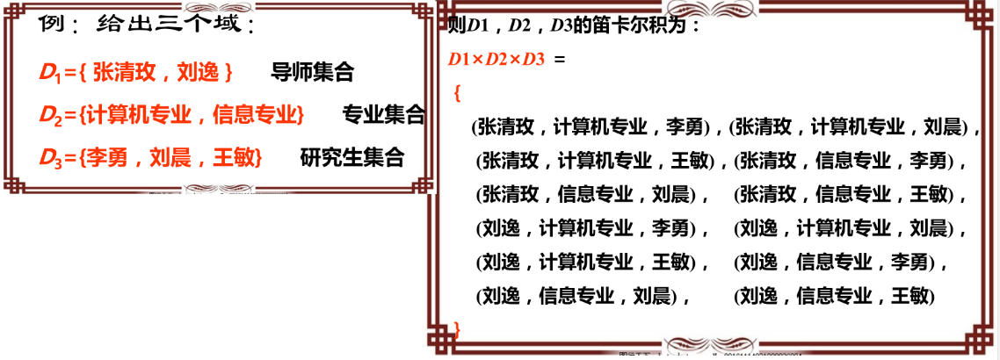 例：给出三个域：
D1={ 张清玫，刘逸 } 导师集合
D2={计算机专业，信息专业} 专业集合
D3={李勇，刘晨，王敏} 研究生集合
则D1，D2，D3的笛卡尔积为：
D1×D2×D3 =
{
(张清玫，计算机专业，李勇)，(张清玫，计算机专业，刘晨)，
(张清玫，计算机专业，王敏)，(张清玫，信息专业，李勇)，
(张清玫，信息专业，刘晨)， (张清玫，信息专业，王敏)，
(刘逸，计算机专业，李勇)， (刘逸，计算机专业，刘晨)，
(刘逸，计算机专业，王敏)， (刘逸，信息专业，李勇)，
(刘逸，信息专业，刘晨)， (刘逸，信息专业，王敏)
}